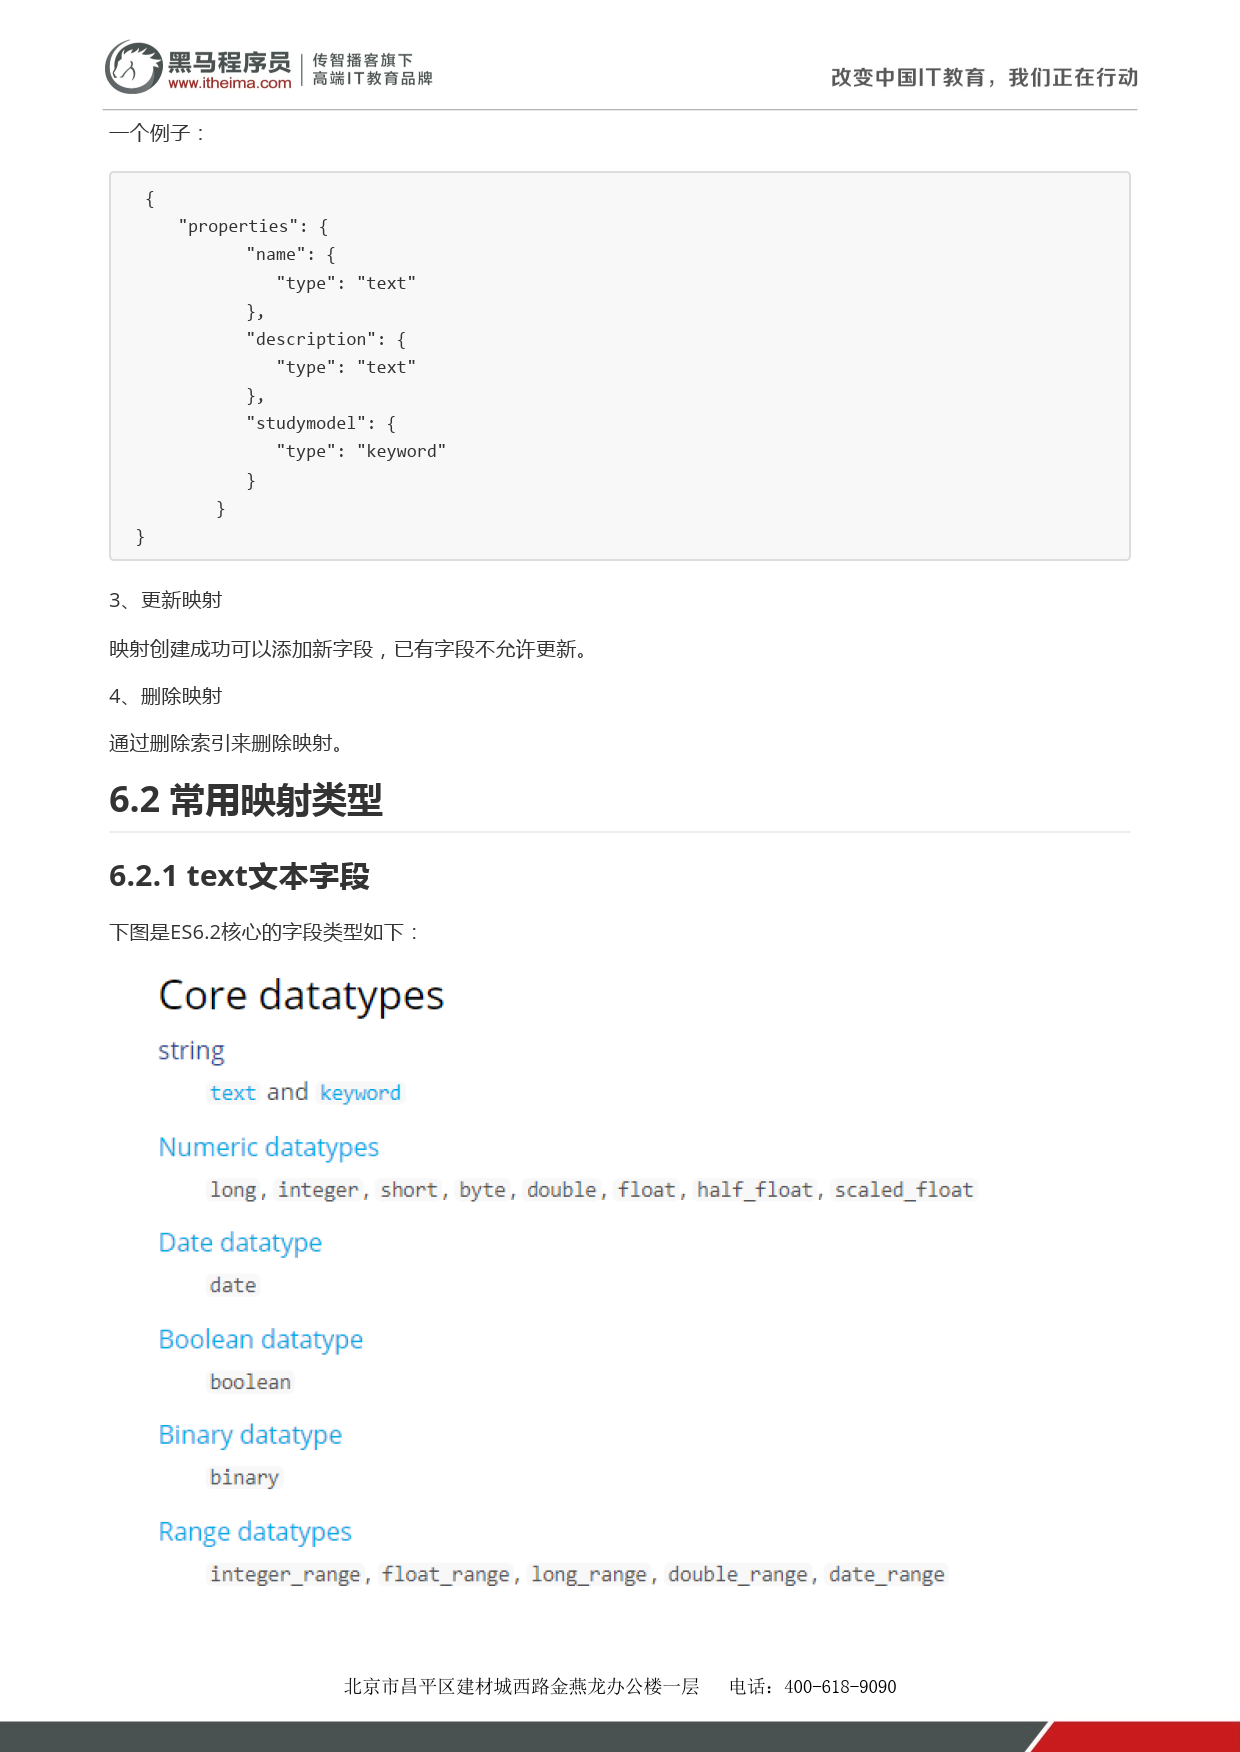 黑马程序员
www.itheima.com
传智播客旗下
高端IT教育品牌
改变中国IT教育，我们正在行动
一个例子：
{
"properties": {
"name": {
"type": "text"
},
"description": {
"type": "text"
},
"studymodel": {
"type": "keyword"
}
}
}
3、更新映射
映射创建成功可以添加新字段，已有字段不允许更新。
4、删除映射
通过删除索引来删除映射。
6.2 常用映射类型
6.2.1 text文本字段
下图是ES6.2核心的字段类型如下：
Core datatypes
string
text and keyword
Numeric datatypes
long, integer, short, byte, double, float, half_float, scaled_float
Date datatype
date
Boolean datatype
boolean
Binary datatype
binary
Range datatypes
integer_range, float_range, long_range, double_range, date_range
北京市昌平区建材城西路金燕龙办公楼一层 电话：400-618-9090